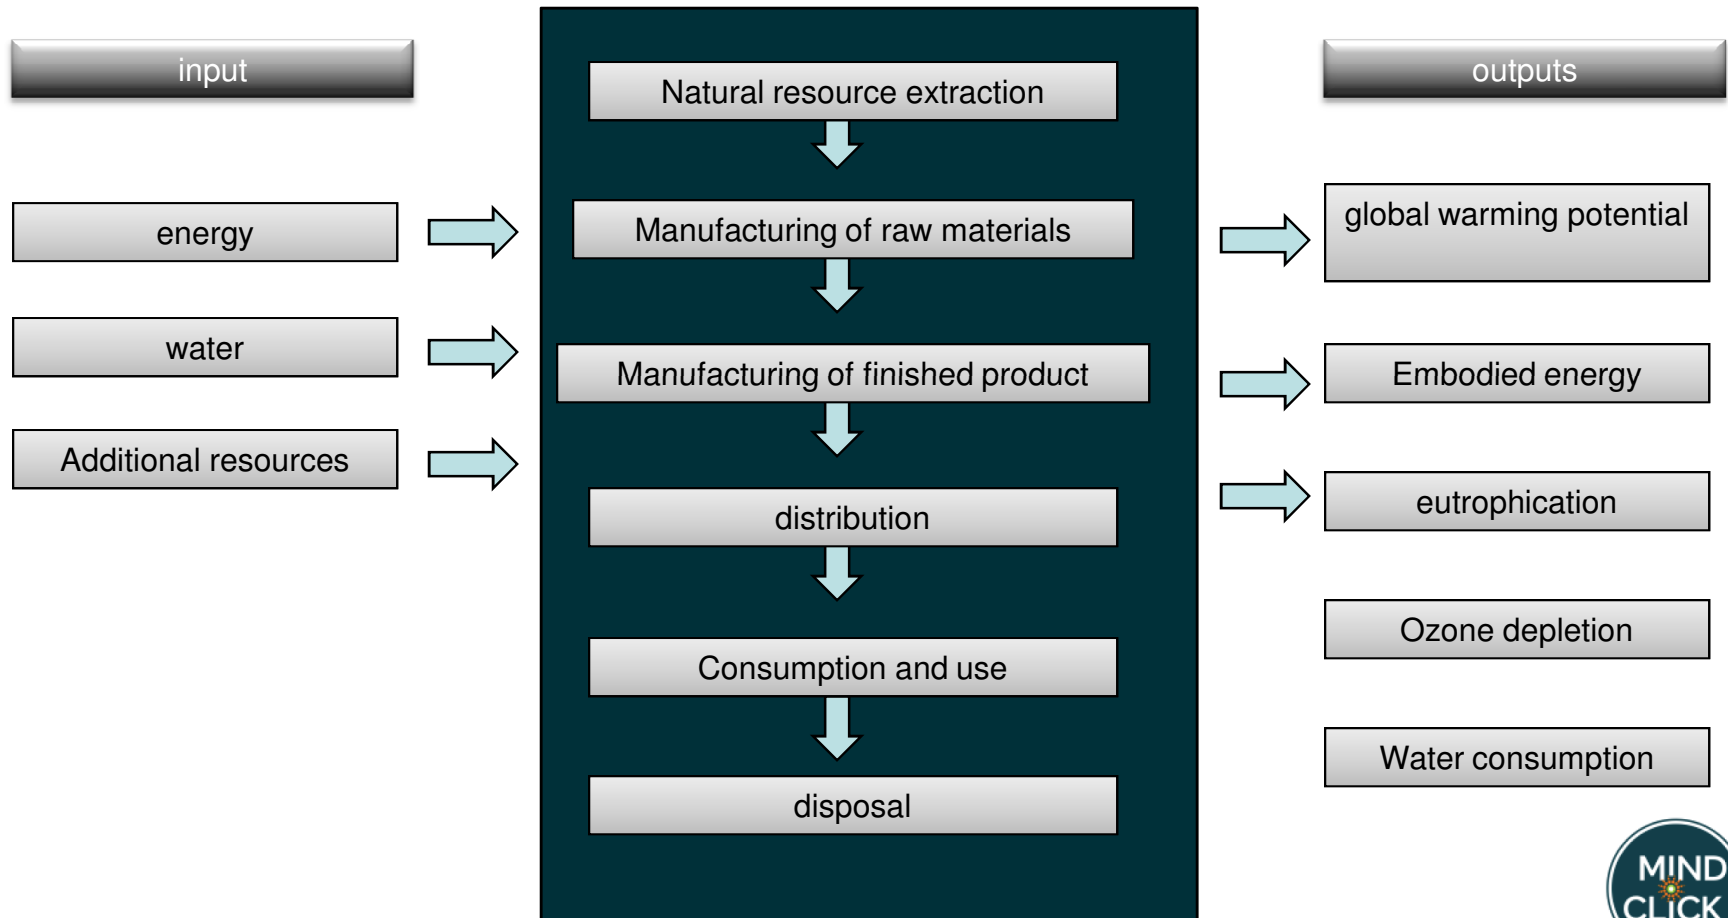 input
energy
water
Additional resources
Natural resource extraction
Manufacturing of raw materials
Manufacturing of finished product
distribution
Consumption and use
disposal
outputs
global warming potential
Embodied energy
eutrophication
Ozone depletion
Water consumption
MIND
CLICK